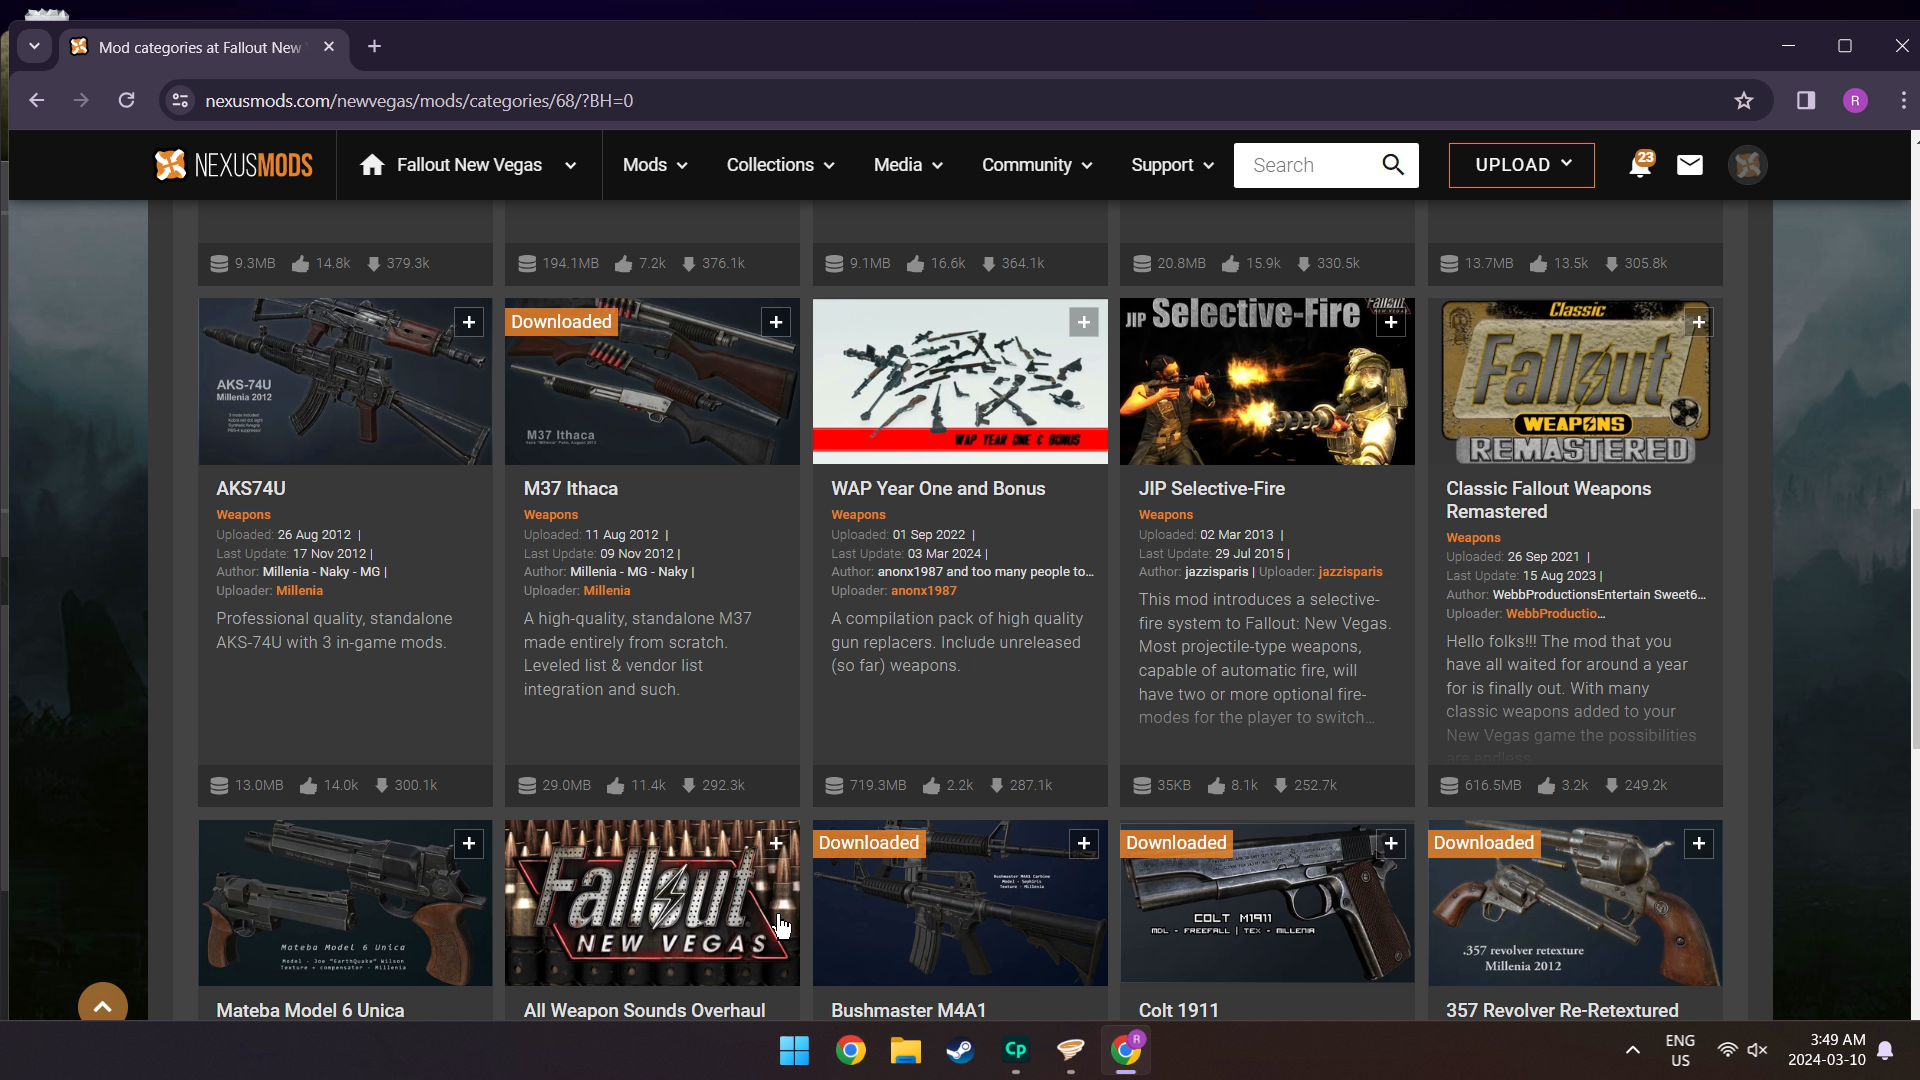 Mod categories at Fallout New
nexusmods.com/newvegas/mods/categories/68/?BH=0
R
NEXUSMODS
Fallout New Vegas
Mods
Collections
Media
Community
Support
Search
UPLOAD
23
9.3MB 14.8k 379.3k
194.1MB 7.2k 376.1k
9.1MB 16.6k 364.1k
20.8MB 15.9k 330.5k
13.7MB 13.5k 305.8k
AKS-74U
Millenia 2012
AKS74U
Weapons
Uploaded: 26 Aug 2012 |
Last Update: 17 Nov 2012 |
Author: Millenia - Naky - MG |
Uploader: Millenia
Professional quality, standalone
AKS-74U with 3 in-game mods.
13.0MB 14.0k 300.1k
Downloaded
M37 Ithaca
M37 Ithaca
Weapons
Uploaded: 11 Aug 2012 |
Last Update: 09 Nov 2012 |
Author: Millenia - MG - Naky |
Uploader: Millenia
A high-quality, standalone M37
made entirely from scratch.
Leveled list & vendor list
integration and such.
29.0MB 11.4k 292.3k
WAP YEAR ONE & BONUS
WAP Year One and Bonus
Weapons
Uploaded: 01 Sep 2022 |
Last Update: 03 Mar 2024 |
Author: anonx1987 and too many people to...
Uploader: anonx1987
A compilation pack of high quality
gun replacers. Include unreleased
(so far) weapons.
719.3MB 2.2k 287.1k
JIP Selective-Fire
JIP Selective-Fire
Weapons
Uploaded: 02 Mar 2013 |
Last Update: 29 Jul 2015 |
Author: jazzisparis | Uploader: jazzisparis
This mod introduces a selective-
fire system to Fallout: New Vegas.
Most projectile-type weapons,
capable of automatic fire, will
have two or more optional fire-
modes for the player to switch...
35KB 8.1k 252.7k
Classic
Fallout
WEAPONS
REMASTERED
Classic Fallout Weapons
Remastered
Weapons
Uploaded: 26 Sep 2021 |
Last Update: 15 Aug 2023 |
Author: WebbProductionsEntertain Sweet6...
Uploader: WebbProductio...
Hello folks!!! The mod that you
have all waited for around a year
for is finally out. With many
classic weapons added to your
New Vegas game the possibilities
are endless
616.5MB 3.2k 249.2k
Mateba Model 6 Unica
Model - Joe "EarthQuake" Wilson
Texture + compensator - Millenia
Mateba Model 6 Unica
Fallout
NEW VEGAS
All Weapon Sounds Overhaul
Downloaded
Bushmaster M4A1
Downloaded
COLT M1911
MDL - FREEFALL | TEX - MILLENIA
Colt 1911
Downloaded
.357 revolver retexture
Millenia 2012
357 Revolver Re-Retextured
Cp
R
ENG
US
3:49 AM
2024-03-10